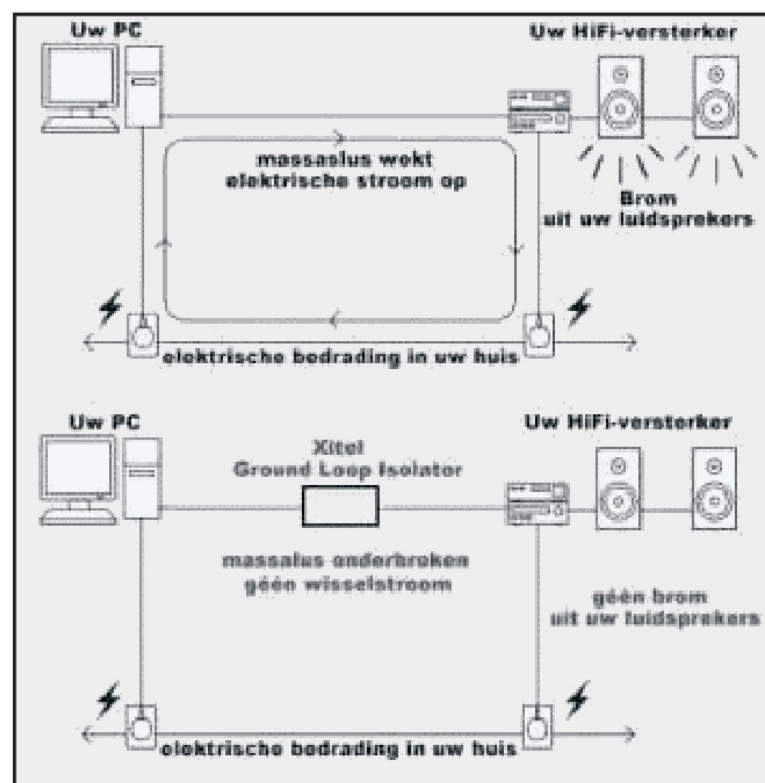 Uw PC
Uw HiFi-versterker
massaslus wekt
elektrische stroom op
Brom
uit uw luidsprekers
elektrische bedrading in uw huis
Uw PC
Uw HiFi-versterker
Xitel
Ground Loop Isolator
massalus onderbroken
géén wisselstroom
géén brom
uit uw luidsprekers
elektrische bedrading in uw huis